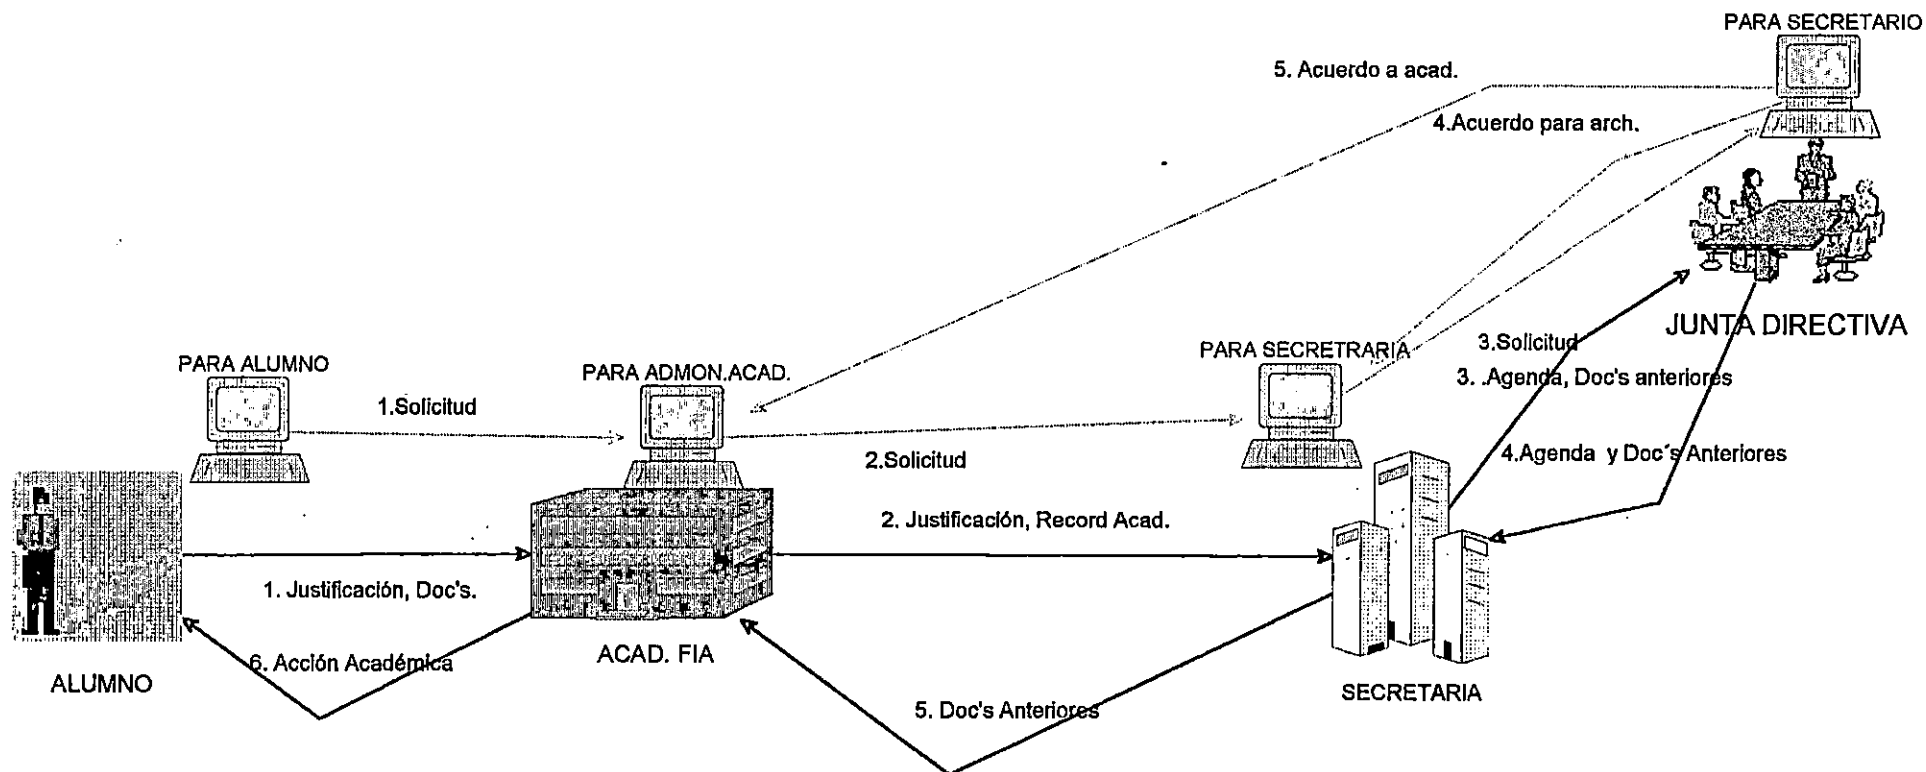 PARA SECRETARIO
5. Acuerdo a acad.
4.Acuerdo para arch.
JUNTA DIRECTIVA
PARA ALUMNO
PARA ADMON.ACAD.
PARA SECRETRARIA
3.Solicitud
3. .Agenda, Doc's anteriores
1.Solicitud
2.Solicitud
4.Agenda y Doc´s Anteriores
2. Justificación, Record Acad.
1. Justificación, Doc's.
6. Acción Académica
ACAD. FIA
ALUMNO
SECRETARIA
5. Doc's Anteriores